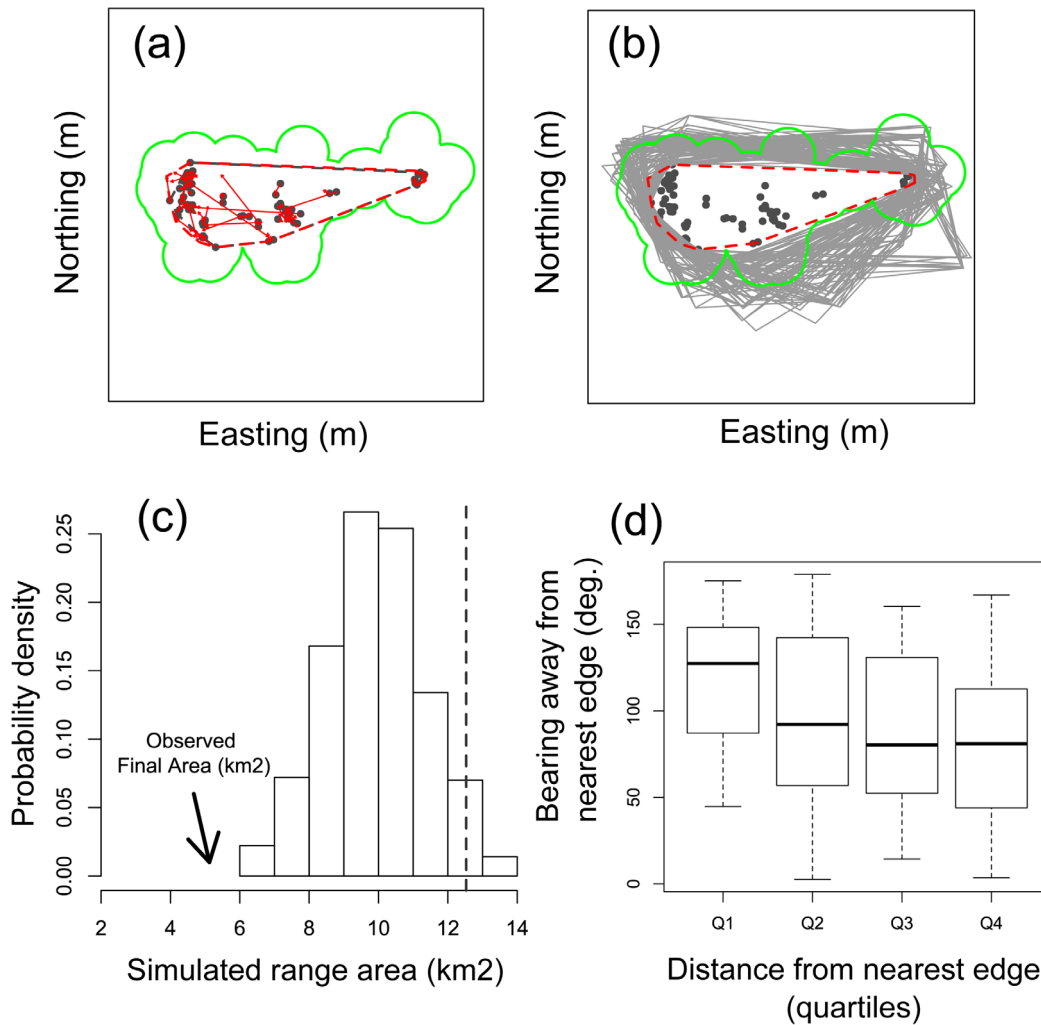 (a)
Northing (m)
Easting (m)
(b)
Northing (m)
Easting (m)
(c)
Probability density
0.00 0.05 0.10 0.15 0.20 0.25
Observed
Final Area (km2)
2 4 6 8 10 12 14
Simulated range area (km2)
(d)
Bearing away from
nearest edge (deg.)
0 50 100 150
Q1 Q2 Q3 Q4
Distance from nearest edge
(quartiles)